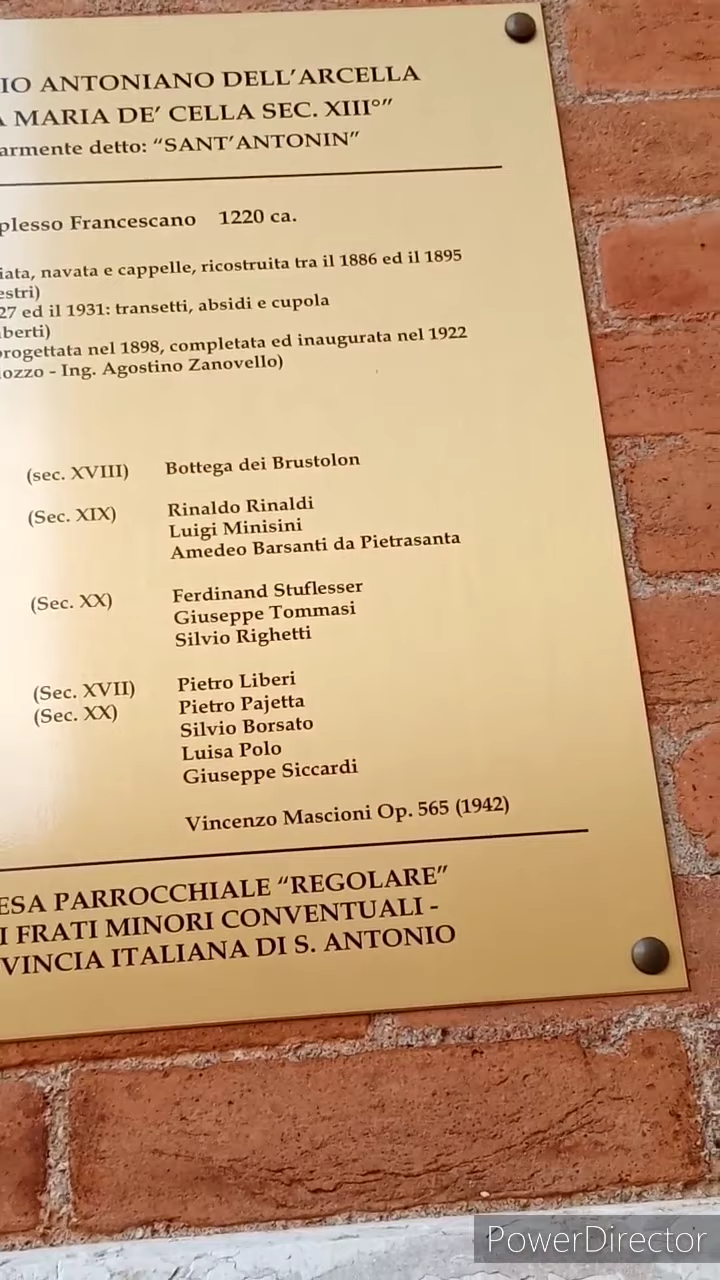 IO ANTONIANO DELL'ARCELLA
A MARIA DE' CELLA SEC. XIII°"
armente detto: "SANT'ANTONIN"
plesso Francescano 1220 ca.
iata, navata e cappelle, ricostruita tra il 1886 ed il 1895
estri)
27 ed il 1931: transetti, absidi e cupola
berti)
progettata nel 1898, completata ed inaugurata nel 1922
ozzo - Ing. Agostino Zanovello)
(sec. XVIII) Bottega dei Brustolon
(Sec. XIX) Rinaldo Rinaldi
Luigi Minisini
Amedeo Barsanti da Pietrasanta
(Sec. XX) Ferdinand Stuflesser
Giuseppe Tommasi
Silvio Righetti
(Sec. XVII) Pietro Liberi
(Sec. XX) Pietro Pajetta
Silvio Borsato
Luisa Polo
Giuseppe Siccardi
Vincenzo Mascioni Op. 565 (1942)
ESA PARROCCHIALE "REGOLARE"
I FRATI MINORI CONVENTUALI -
VINCIA ITALIANA DI S. ANTONIO
PowerDirector